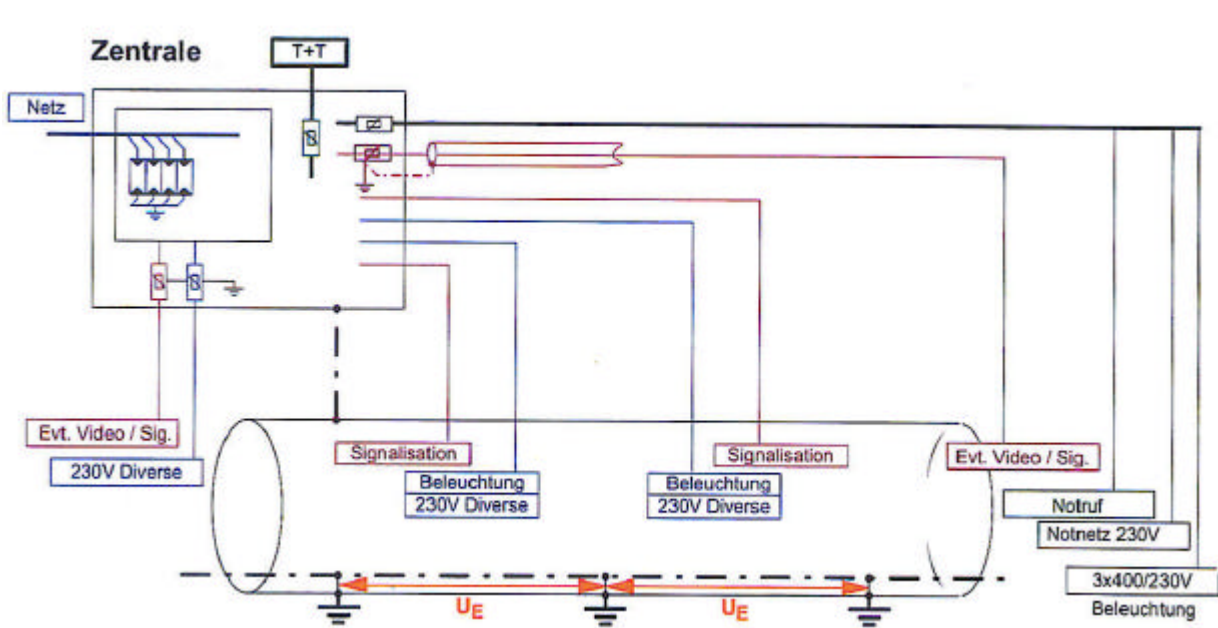 Zentrale
T+T
Netz
Evt. Video / Sig.
230V Diverse
Signalisation
Beleuchtung
230V Diverse
Signalisation
Beleuchtung
230V Diverse
Evt. Video / Sig.
Notruf
Notnetz 230V
3x400/230V
Beleuchtung
UE
UE